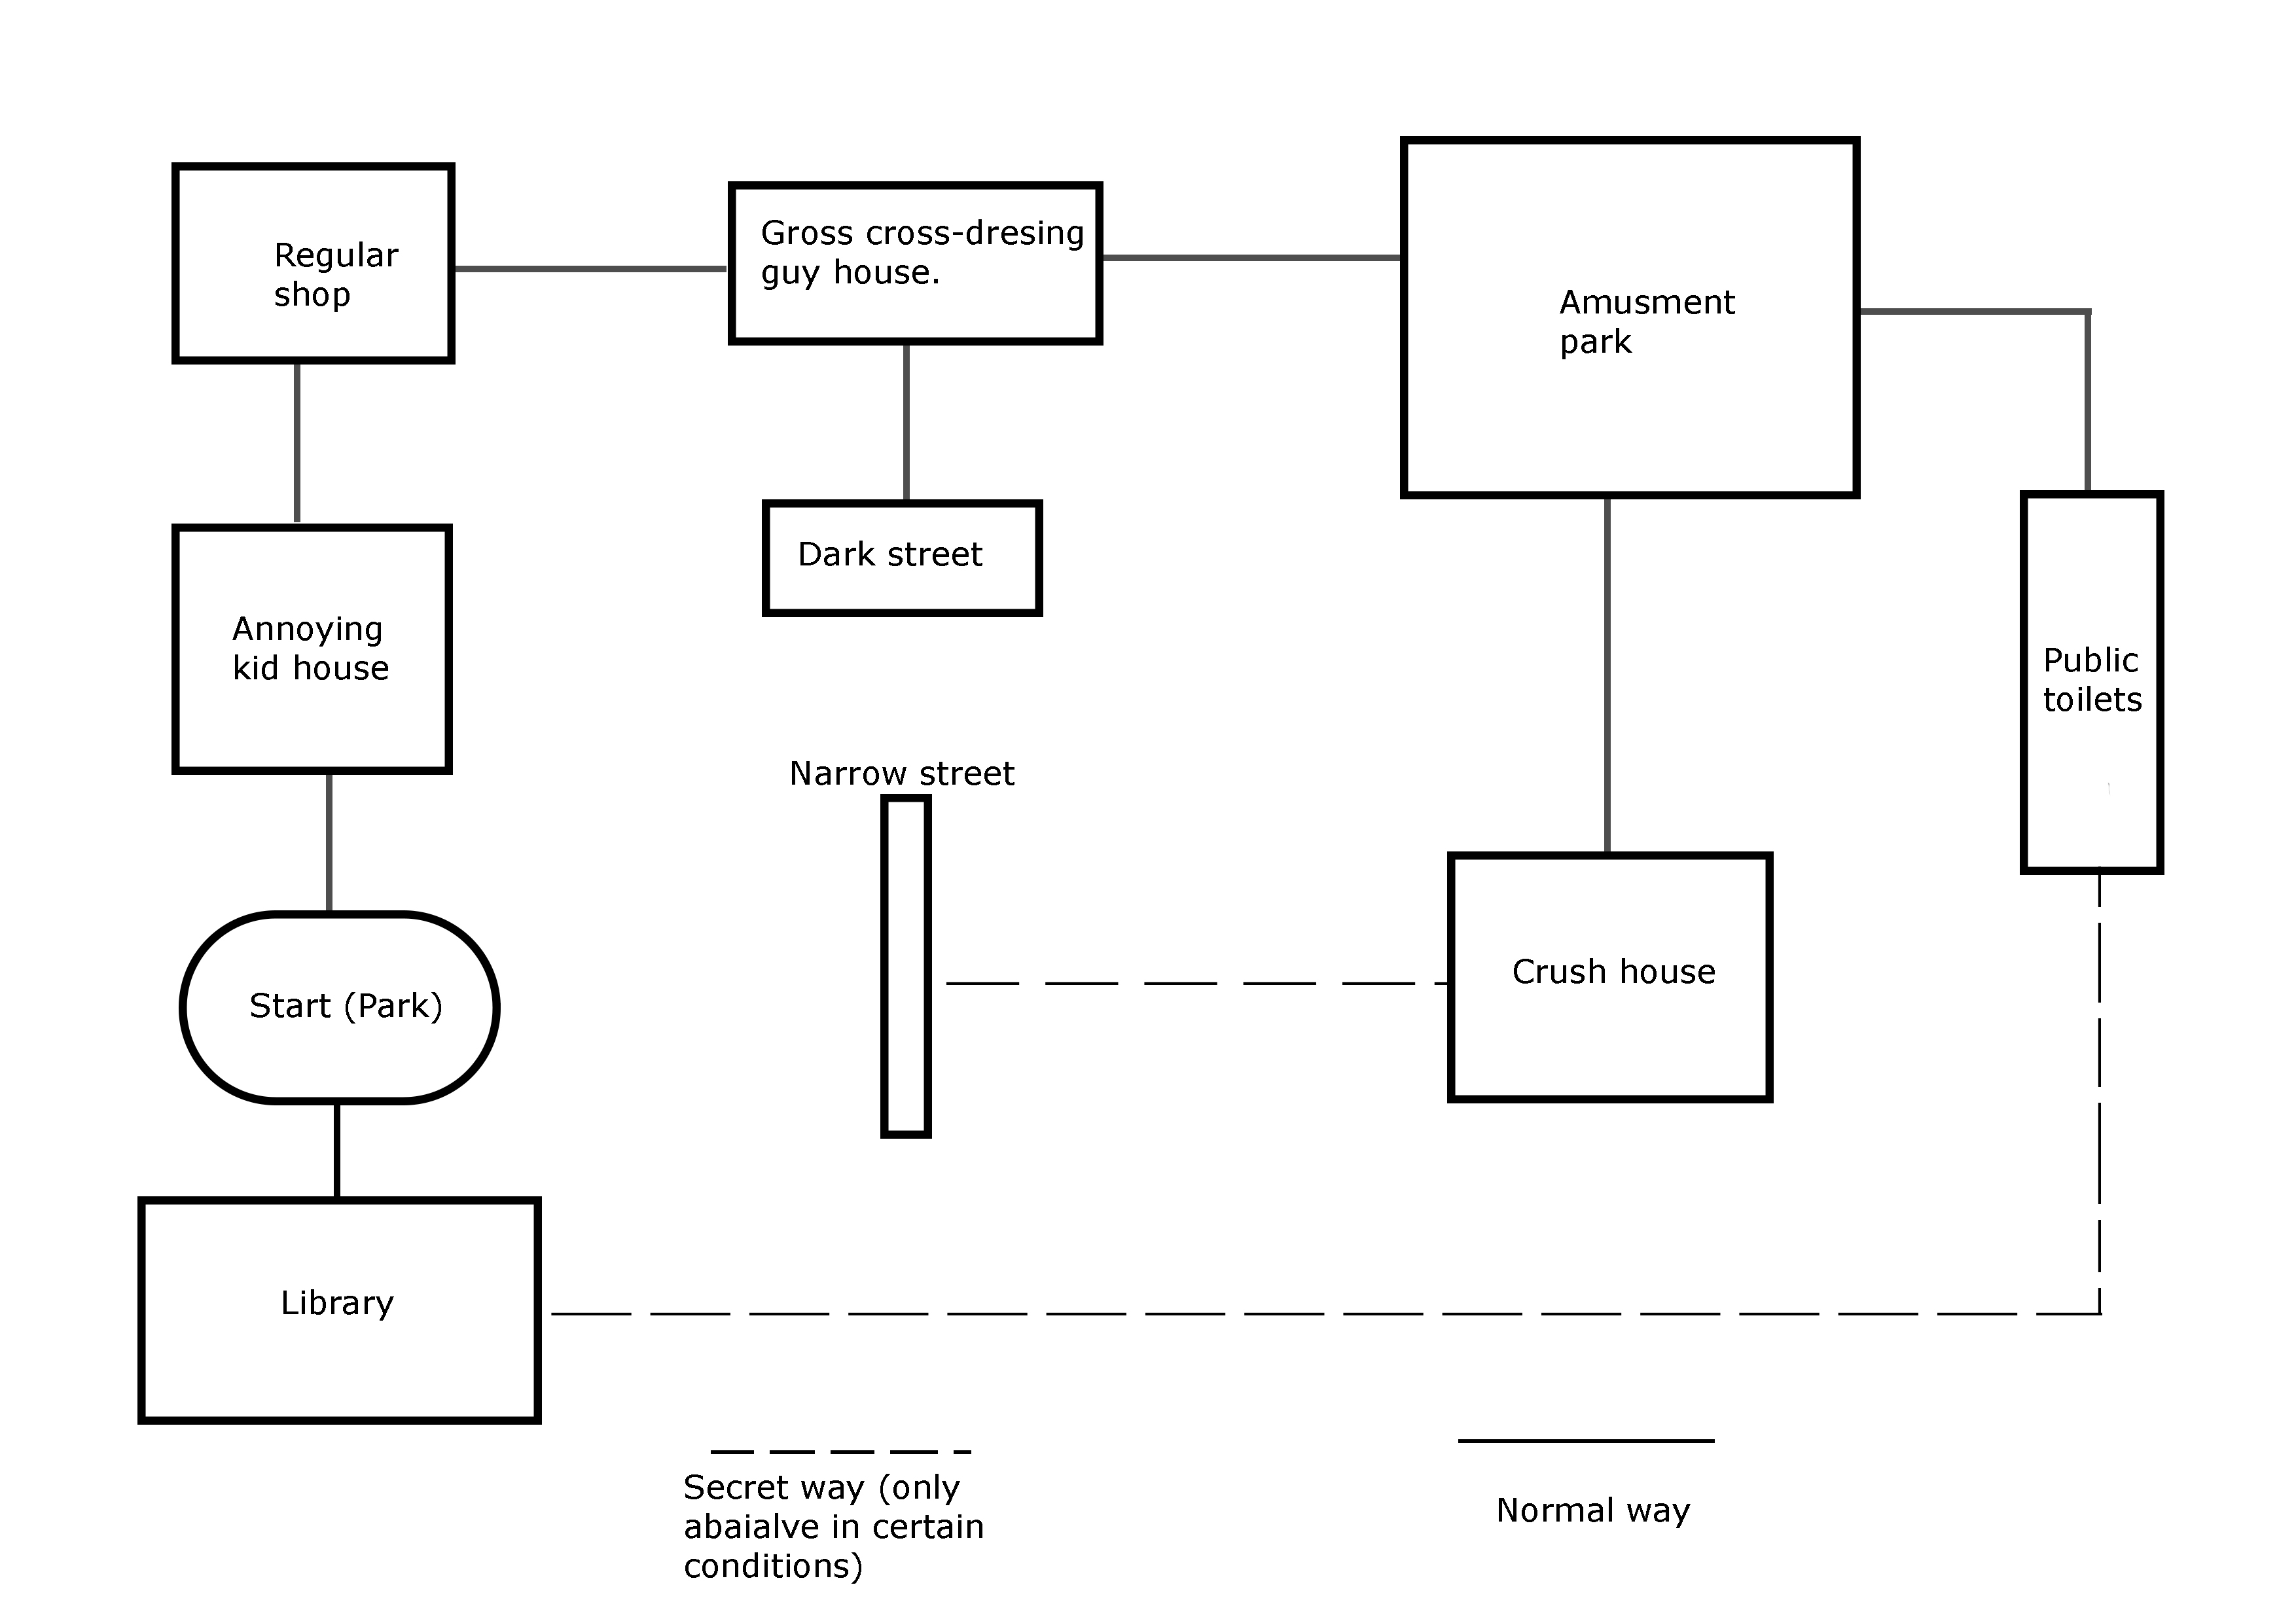 Regular
shop
Gross cross-dresing
guy house.
Amusment
park
Dark street
Annoying
kid house
Public
toilets
Narrow street
Crush house
Start (Park)
Library
Secret way (only
abaialve in certain
conditions)
Normal way